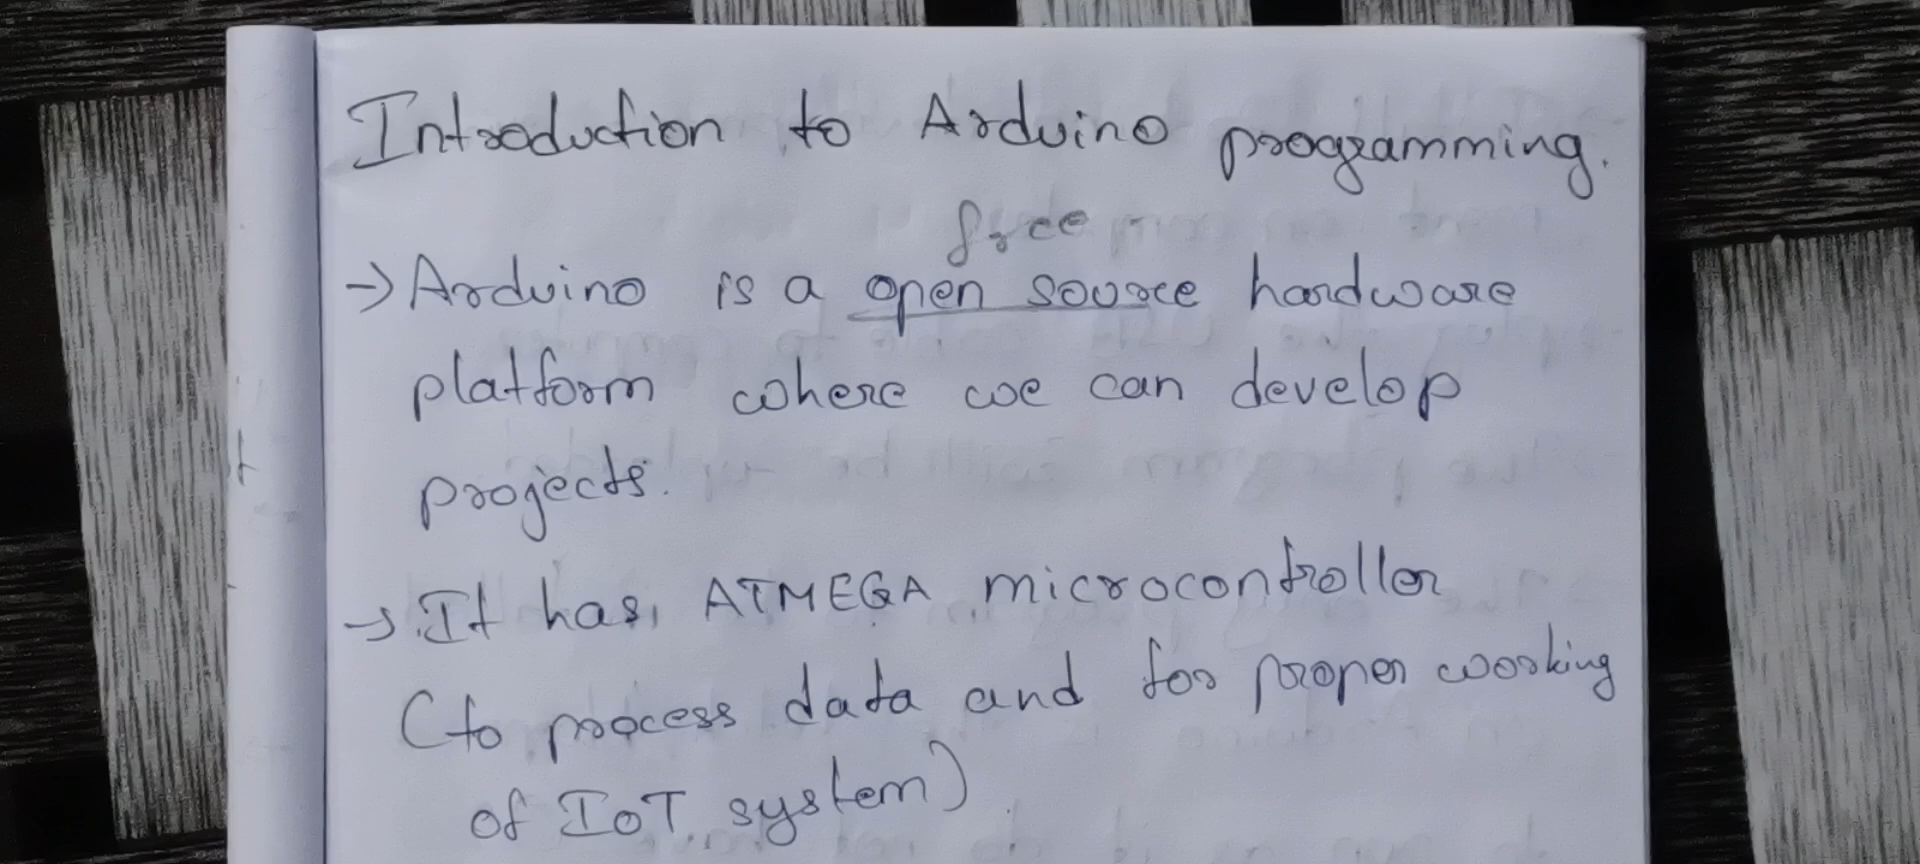 Introduction to Arduino programming.
free
→ Arduino is a open source hardware
platform where we can develop
projects.
→ It has, ATMEGA microcontroller
(to process data and for proper working
of IoT system)